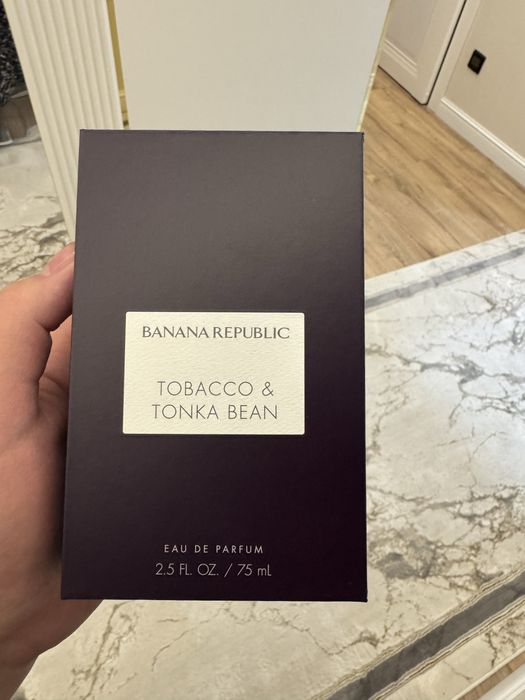 BANANA REPUBLIC
TOBACCO &
TONKA BEAN
EAU DE PARFUM
2.5 FL. OZ. / 75 mL